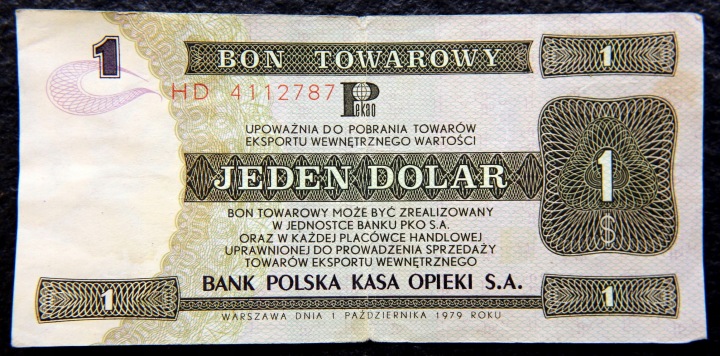 1 BON TOWAROWY 1
HD 4112787 Pekao
UPOWAŻNIA DO POBRANIA TOWARÓW
EKSPORTU WEWNĘTRZNEGO WARTOŚCI
JEDEN DOLAR 1
$
BON TOWAROWY MOŻE BYĆ ZREALIZOWANY
W JEDNOSTCE BANKU PKO S.A.
ORAZ W KAŻDEJ PLACÓWCE HANDLOWEJ
UPRAWNIONEJ DO PROWADZENIA SPRZEDAŻY
TOWARÓW EKSPORTU WEWNĘTRZNEGO
1 BANK POLSKA KASA OPIEKI S.A. 1
WARSZAWA DNIA 1 PAŹDZIERNIKA 1979 ROKU